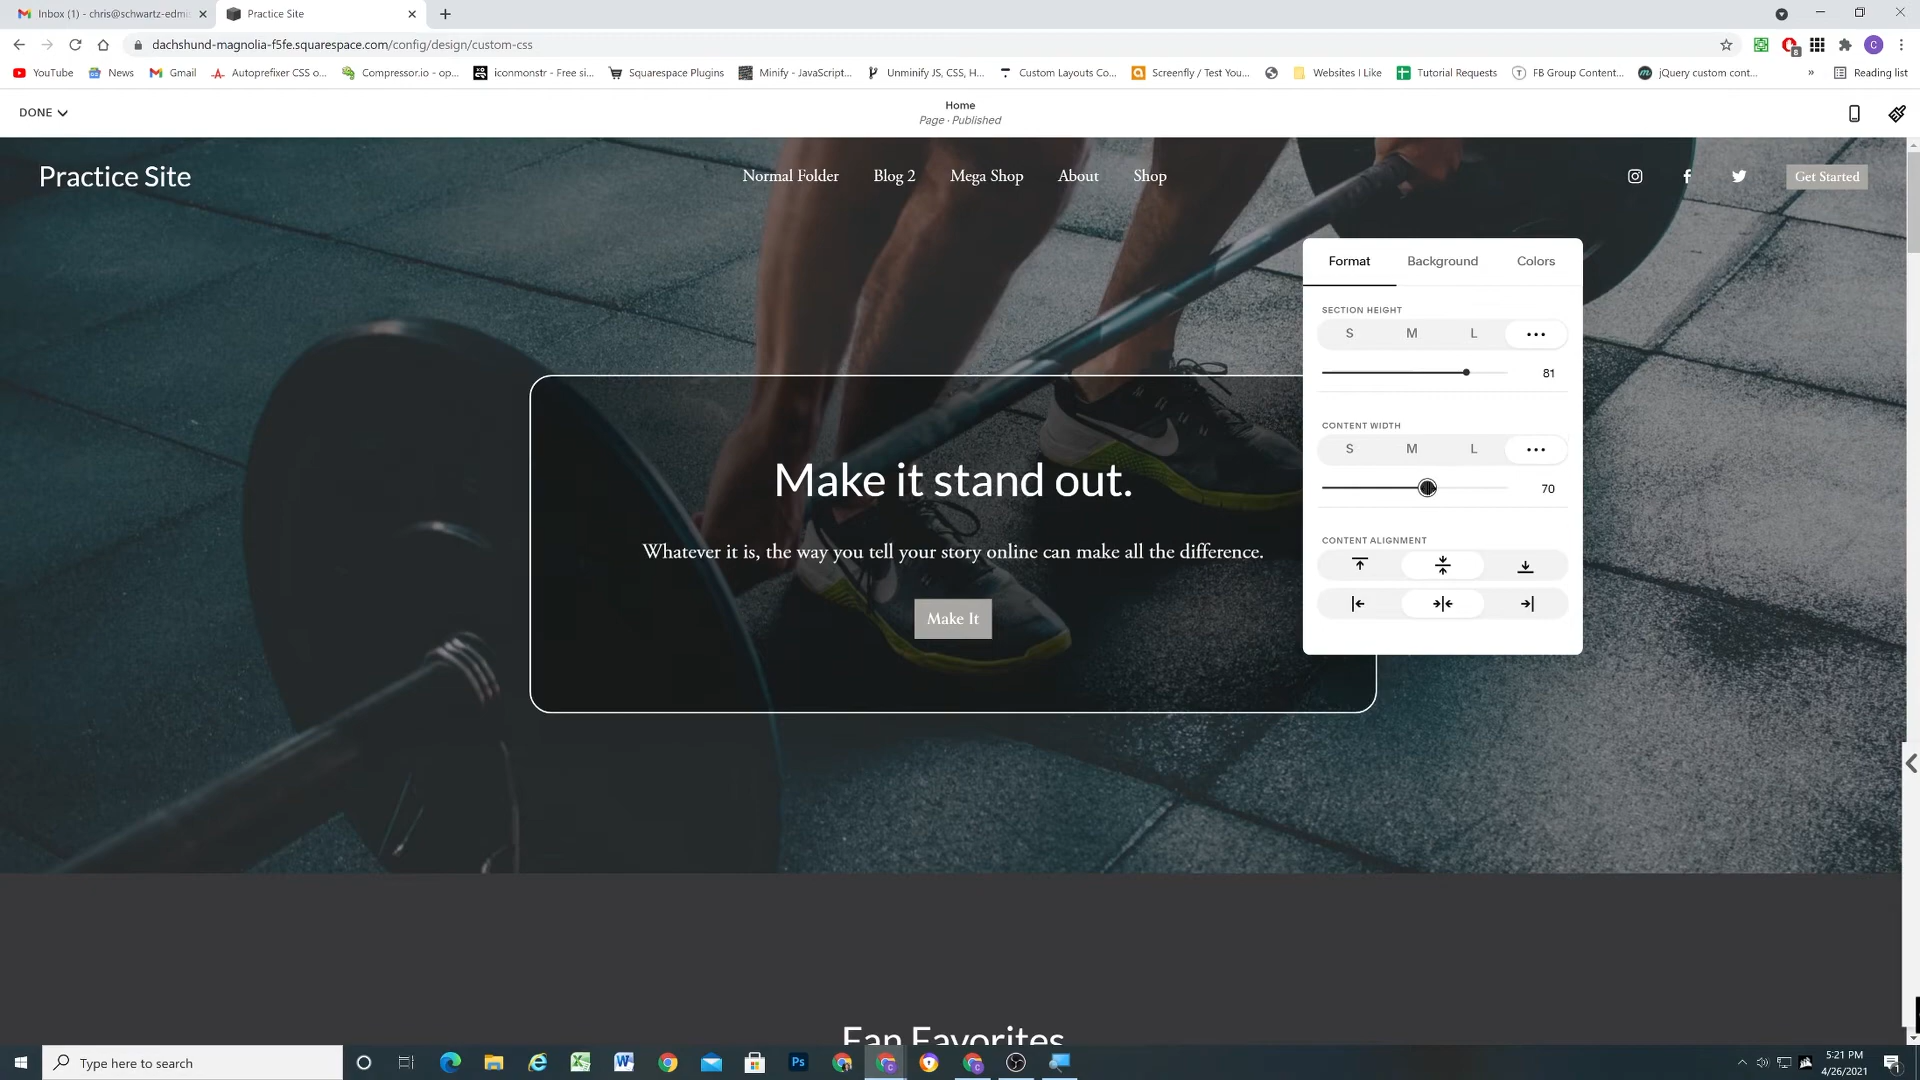 Inbox (1) - chris@schwartz-edmi
Practice Site
dachshund-magnolia-f5fe.squarespace.com/config/design/custom-css
YouTube
News
Gmail
Autoprefixer CSS o...
Compressor.io - op...
iconmonstr - Free si...
Squarespace Plugins
Minify - JavaScript...
Unminify JS, CSS, H...
Custom Layouts Co...
Screenfly / Test You...
Websites I Like
Tutorial Requests
FB Group Content...
jQuery custom cont...
»
Reading list
DONE
Home
Page · Published
Practice Site
Normal Folder
Blog 2
Mega Shop
About
Shop
Get Started
Format
Background
Colors
SECTION HEIGHT
S M L ...
81
CONTENT WIDTH
S M L ...
70
CONTENT ALIGNMENT
Make it stand out.
Whatever it is, the way you tell your story online can make all the difference.
Make It
Fan Favorites
Type here to search
5:21 PM
4/26/2021